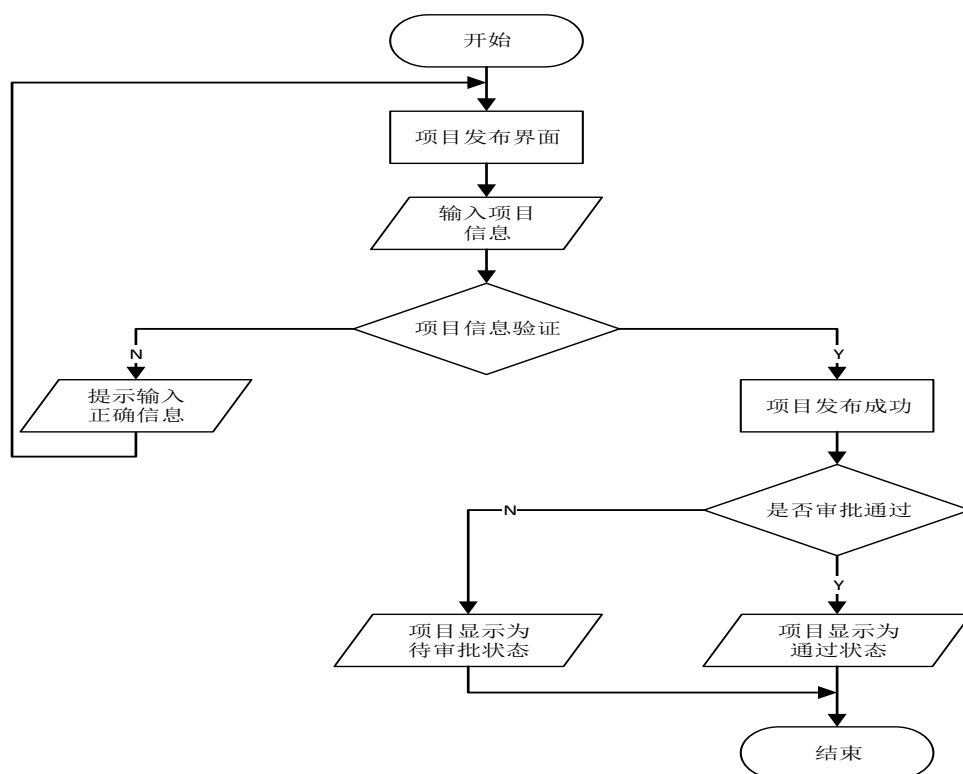 开始
项目发布界面
输入项目
信息
项目信息验证
N
Y
提示输入
正确信息
项目发布成功
是否审批通过
N
Y
项目显示为
待审批状态
项目显示为
通过状态
结束